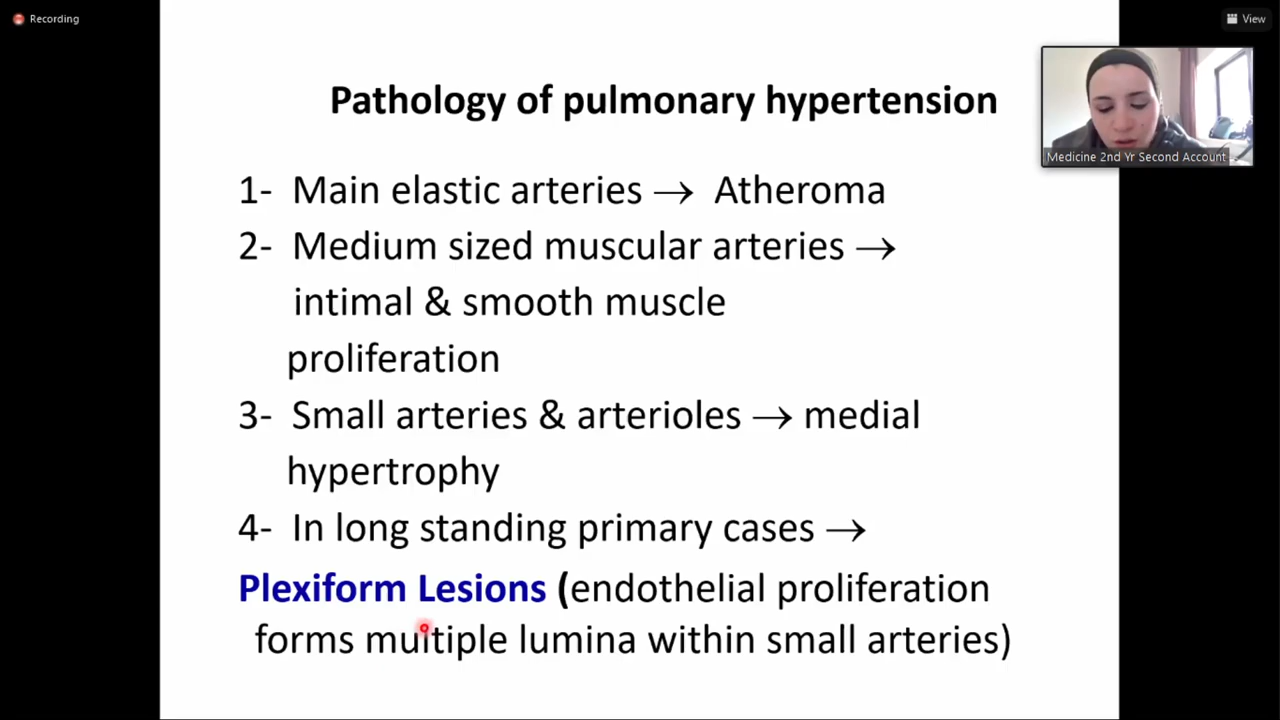 Recording
View
Pathology of pulmonary hypertension
Medicine 2nd Yr Second Account
1- Main elastic arteries → Atheroma
2- Medium sized muscular arteries →
intimal & smooth muscle
proliferation
3- Small arteries & arterioles → medial
hypertrophy
4- In long standing primary cases →
Plexiform Lesions (endothelial proliferation
forms multiple lumina within small arteries)